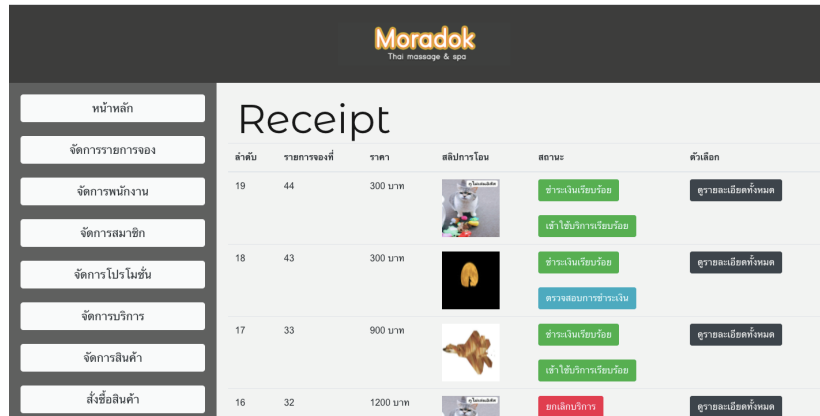 Moradok
Thai massage & spa
หน้าหลัก
จัดการรายการจอง
จัดการพนักงาน
จัดการสมาชิก
จัดการโปรโมชั่น
จัดการบริการ
จัดการสินค้า
สั่งซื้อสินค้า
Receipt
ลำดับ รายการจองที่ ราคา สลิปการโอน สถานะ ตัวเลือก
19 44 300 บาท ชำระเงินเรียบร้อย ดูรายละเอียดทั้งหมด
เข้าใช้บริการเรียบร้อย
18 43 300 บาท ชำระเงินเรียบร้อย ดูรายละเอียดทั้งหมด
ตรวจสอบการชำระเงิน
17 33 900 บาท ชำระเงินเรียบร้อย ดูรายละเอียดทั้งหมด
เข้าใช้บริการเรียบร้อย
16 32 1200 บาท ยกเลิกบริการ ดูรายละเอียดทั้งหมด